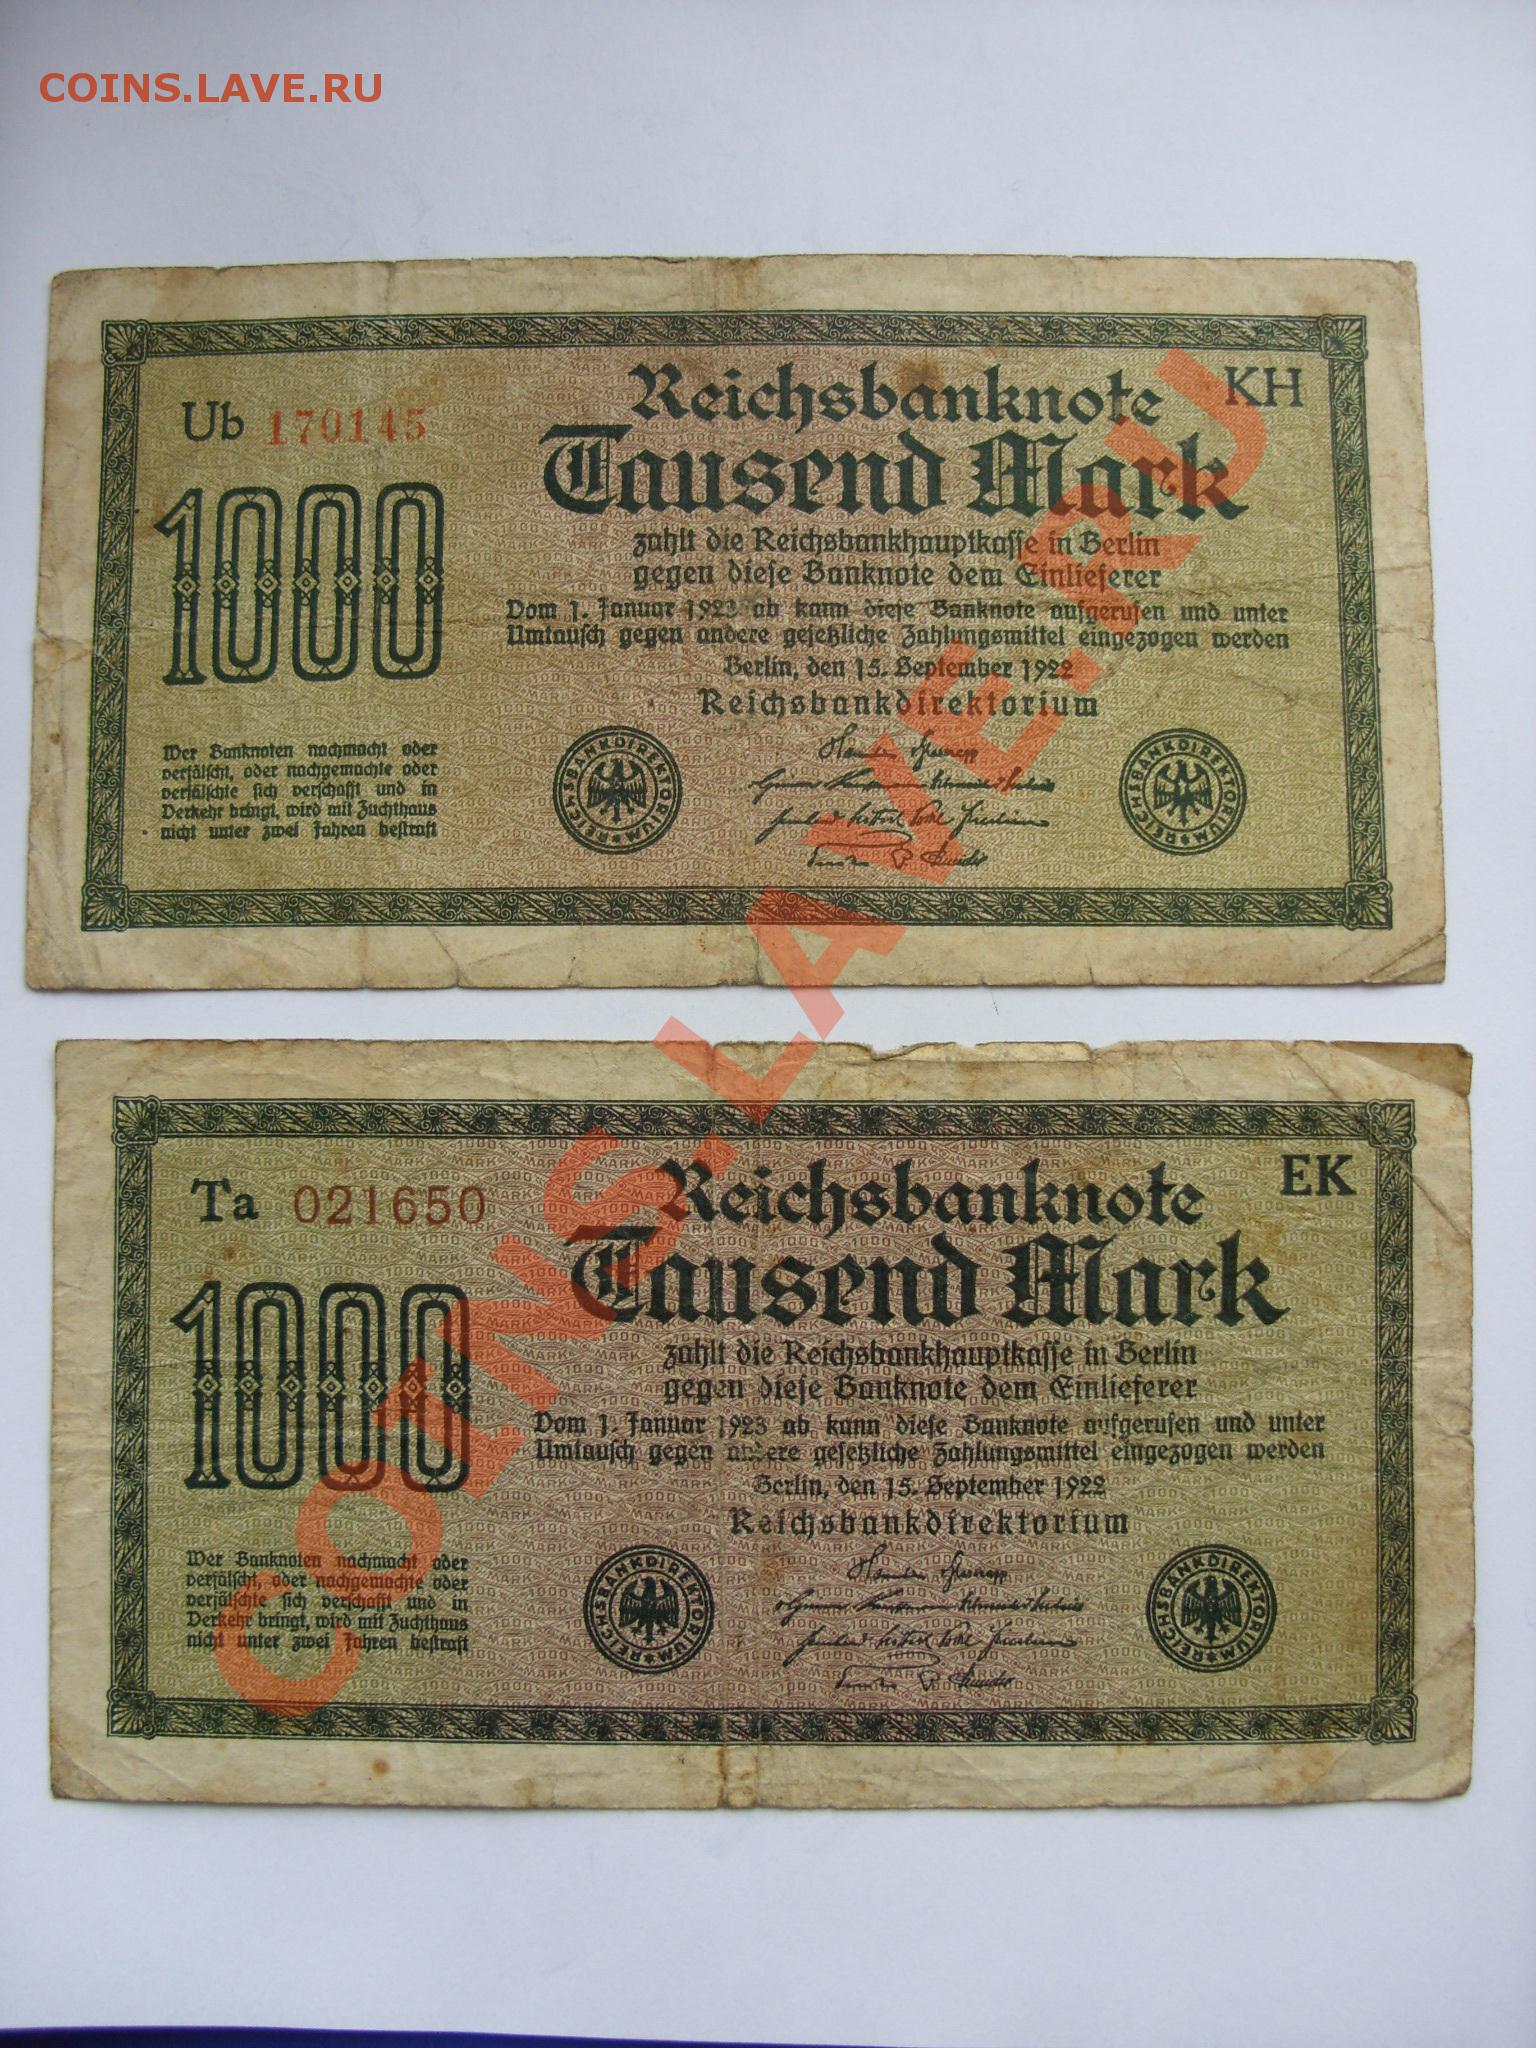 COINS.LAVE.RU
Ub 170145
KH
Reichsbanknote
Tausend Mark
1000
zahlt die Reichsbankhauptkasse in Berlin
gegen diese Banknote dem Einlieferer
Vom 1. Januar 1923 ab kann diese Banknote aufgerufen und unter
Umtausch gegen andere gesetzliche Zahlungsmittel eingezogen werden
Berlin, den 15. September 1922
Reichsbankdirektorium
Wer Banknoten nachmacht oder
verfälscht, oder nachgemachte oder
verfälschte sich verschafft und in
Verkehr bringt, wird mit Zuchthaus
nicht unter zwei Jahren bestraft
REICHSBANKDIREKTORIUM
REICHSBANKDIREKTORIUM
Ta 021650
EK
Reichsbanknote
Tausend Mark
1000
zahlt die Reichsbankhauptkasse in Berlin
gegen diese Banknote dem Einlieferer
Vom 1. Januar 1923 ab kann diese Banknote aufgerufen und unter
Umtausch gegen andere gesetzliche Zahlungsmittel eingezogen werden
Berlin, den 15. September 1922
Reichsbankdirektorium
Wer Banknoten nachmacht oder
verfälscht, oder nachgemachte oder
verfälschte sich verschafft und in
Verkehr bringt, wird mit Zuchthaus
nicht unter zwei Jahren bestraft
REICHSBANKDIREKTORIUM
REICHSBANKDIREKTORIUM
COINS.LAVE.RU